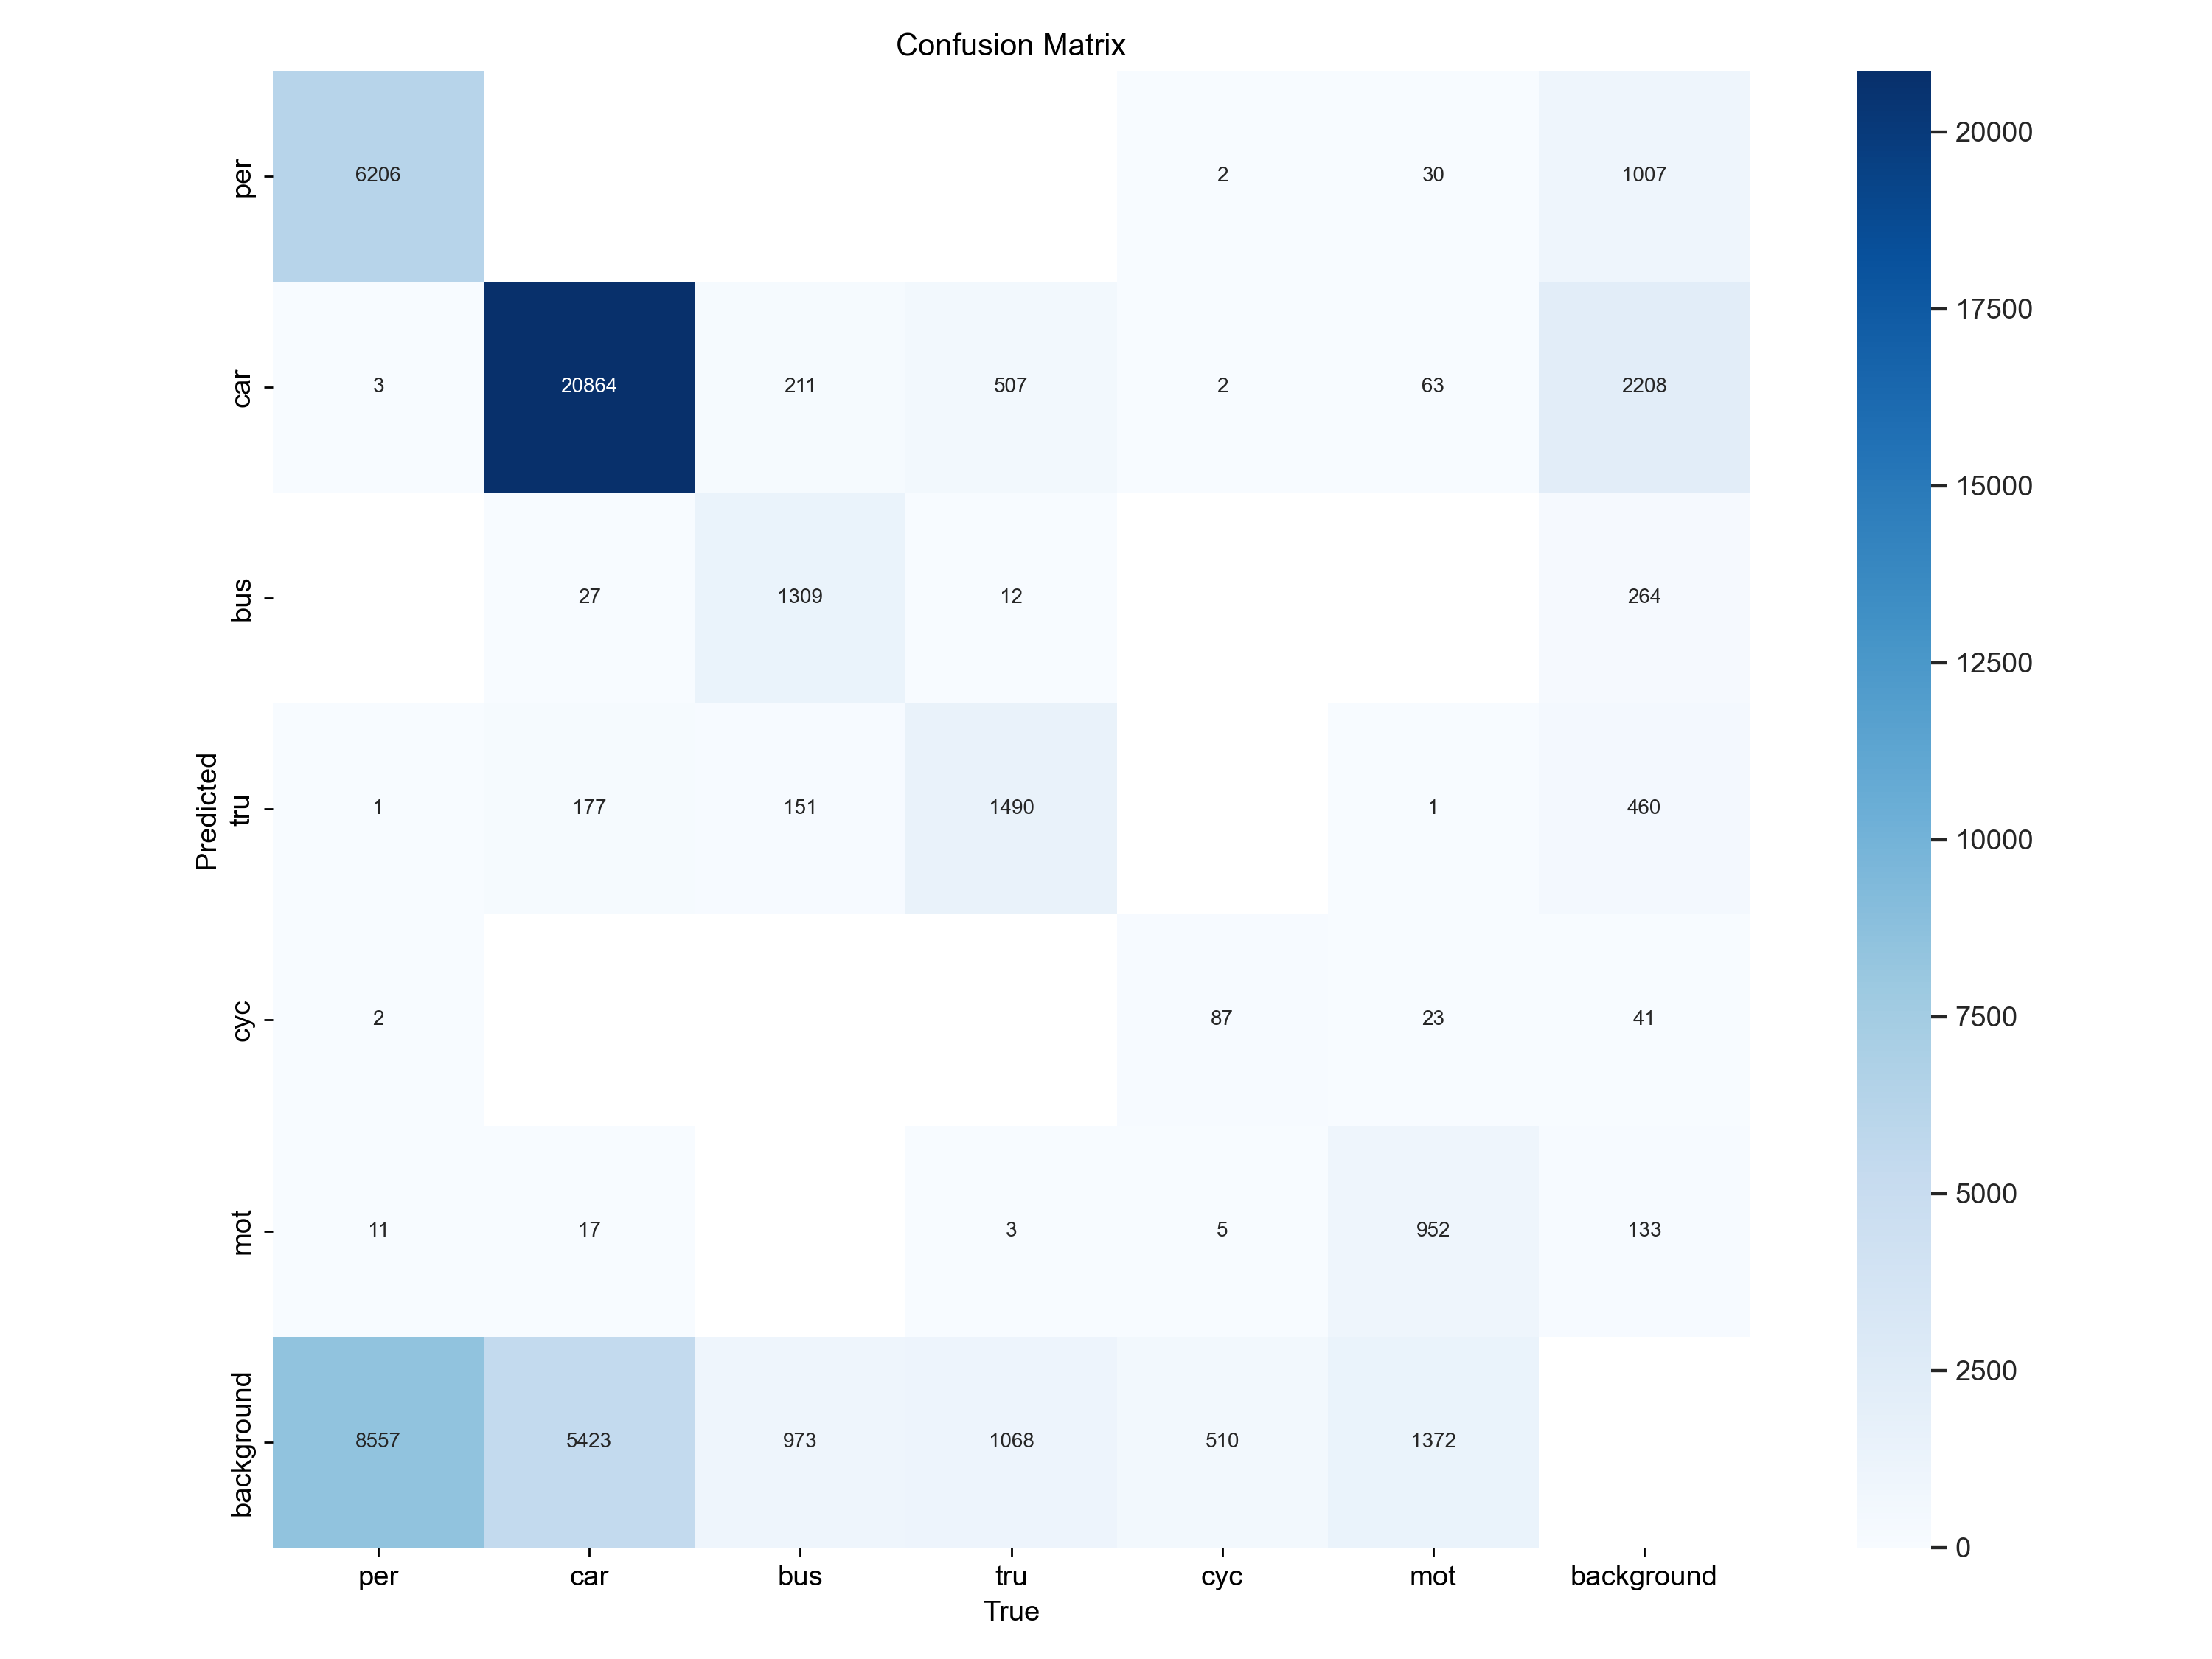 Confusion Matrix
per 6206 2 30 1007
car 3 20864 211 507 2 63 2208
bus 27 1309 12 264
tru 1 177 151 1490 1 460
cyc 2 87 23 41
mot 11 17 3 5 952 133
background 8557 5423 973 1068 510 1372
per car bus tru cyc mot background
True
Predicted
20000
17500
15000
12500
10000
7500
5000
2500
0